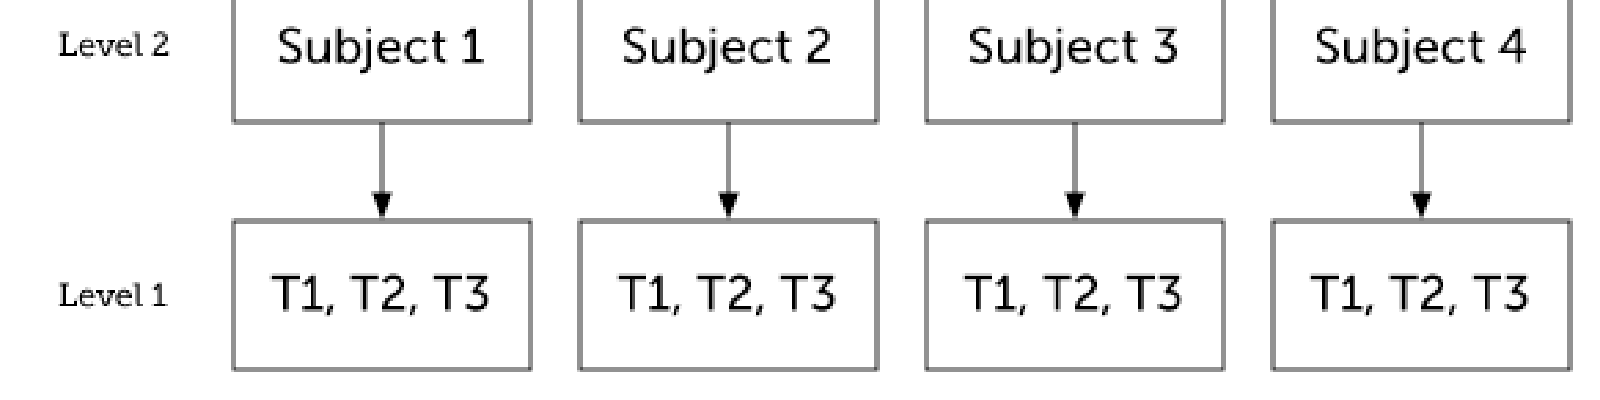 Level 2 Subject 1 Subject 2 Subject 3 Subject 4
Level 1 T1, T2, T3 T1, T2, T3 T1, T2, T3 T1, T2, T3